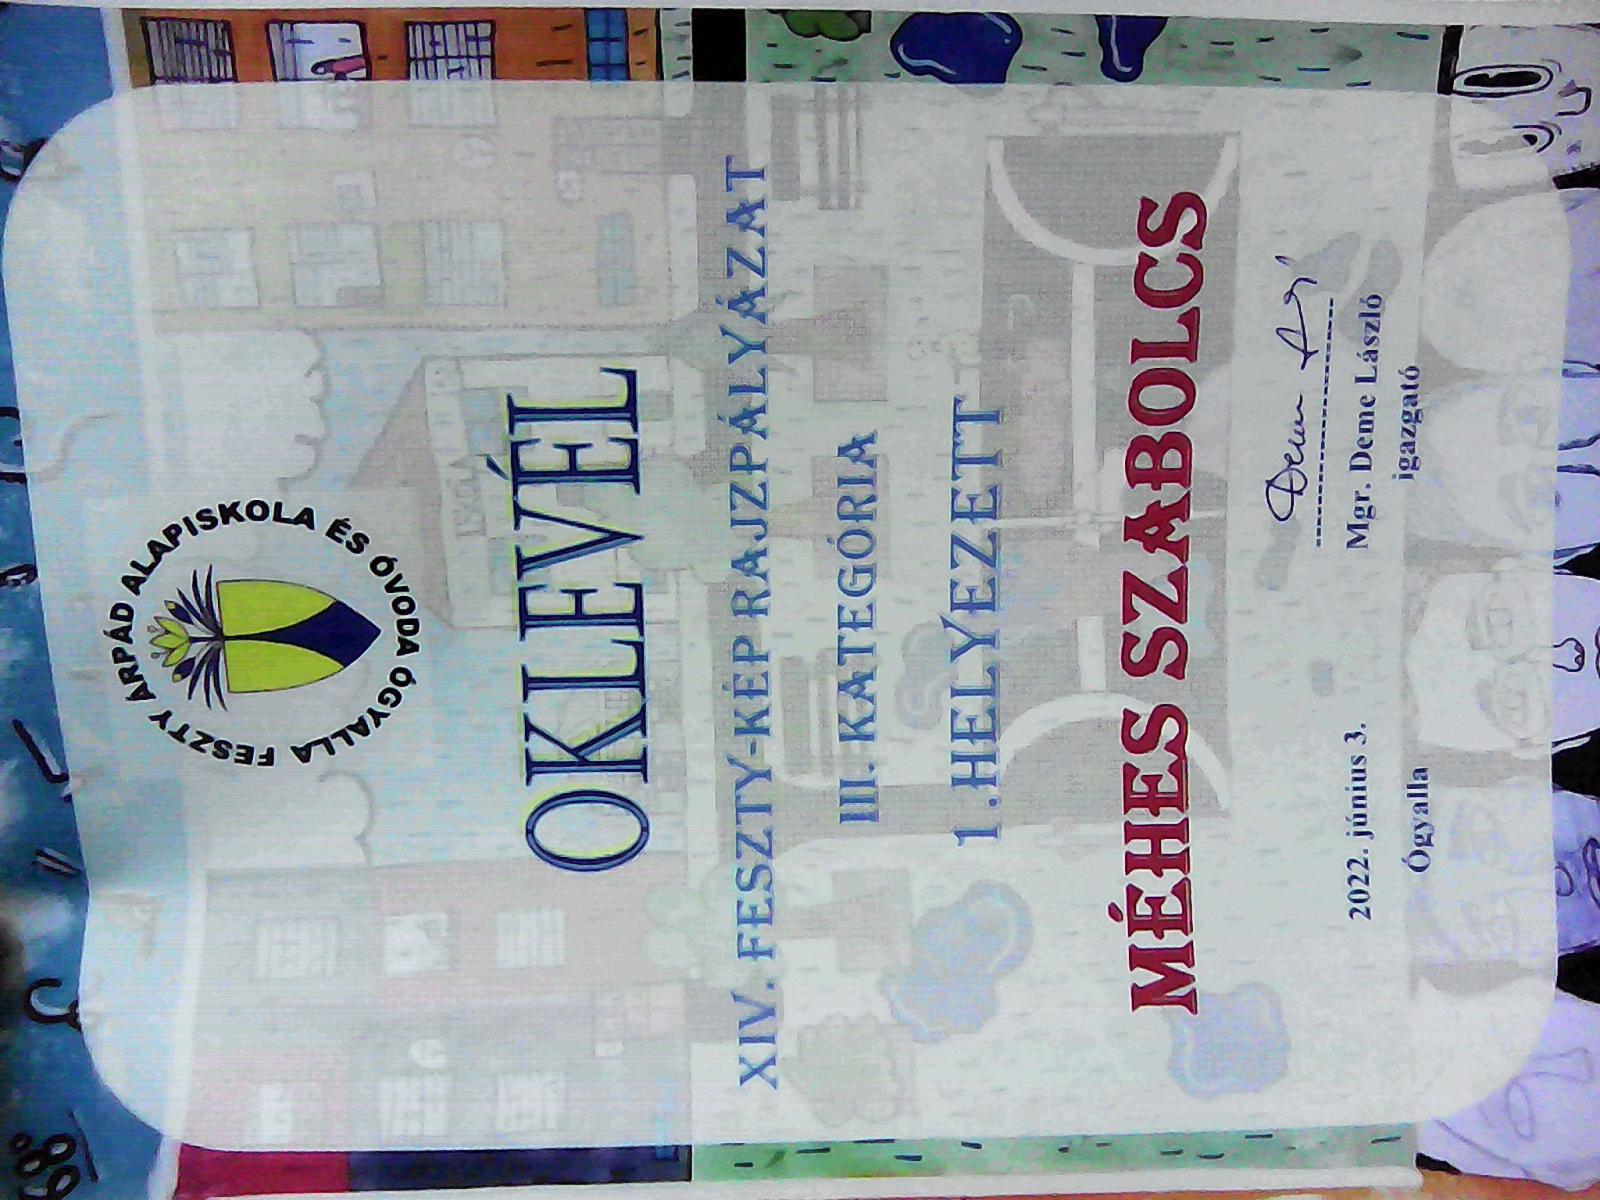 FESZTY ÁRPÁD ALAPISKOLA ÉS ÓVODA ÓGYALLA
ISKOLA
OKLEVÉL
XIV. FESZTY-KÉP RAJZPÁLYÁZAT
III. KATEGÓRIA
1.HELYEZETT
MÉHES SZABOLCS
2022. június 3.
Ógyalla
Mgr. Deme László
igazgató